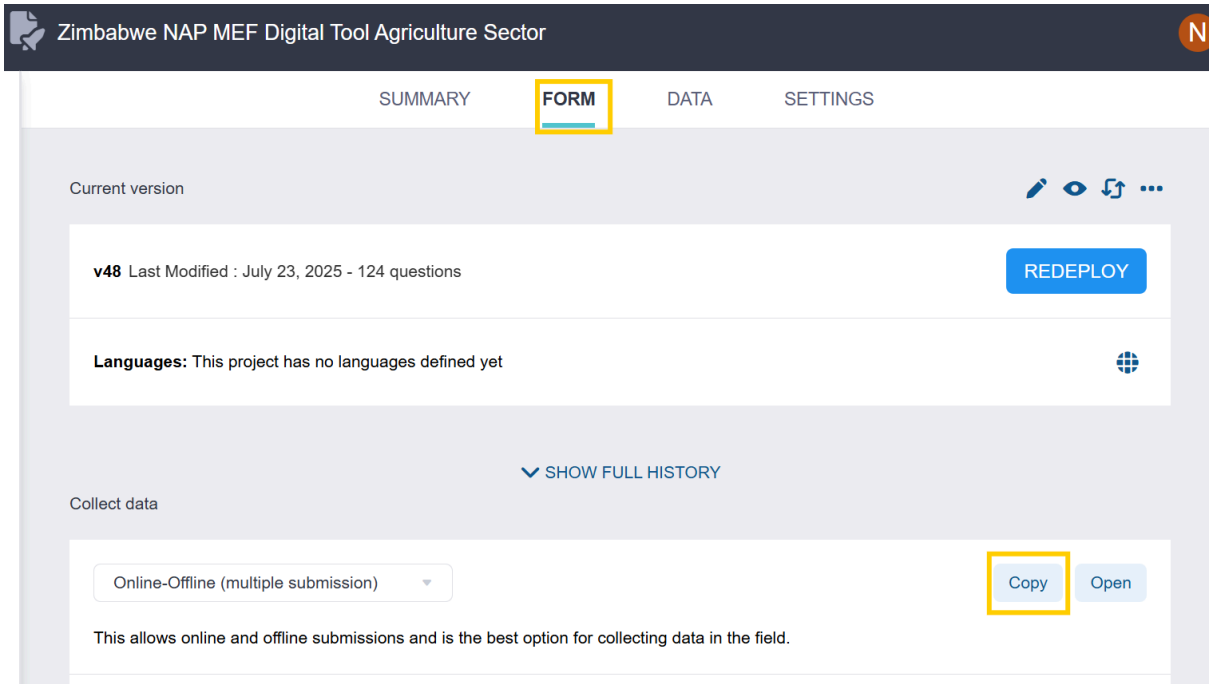 Zimbabwe NAP MEF Digital Tool Agriculture Sector
N
SUMMARY FORM DATA SETTINGS
Current version
v48 Last Modified : July 23, 2025 - 124 questions
REDEPLOY
Languages: This project has no languages defined yet
SHOW FULL HISTORY
Collect data
Online-Offline (multiple submission)
Copy Open
This allows online and offline submissions and is the best option for collecting data in the field.